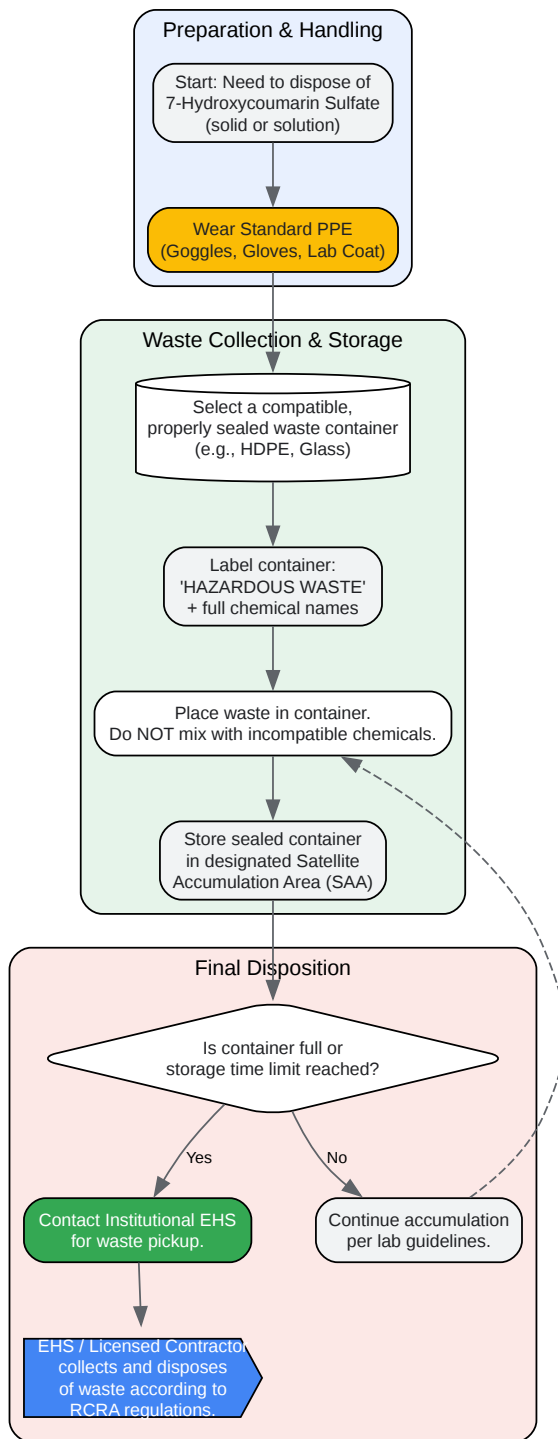 Preparation & Handling
Start: Need to dispose of
7-Hydroxycoumarin Sulfate
(solid or solution)
Wear Standard PPE
(Goggles, Gloves, Lab Coat)
Waste Collection & Storage
Select a compatible,
properly sealed waste container
(e.g., HDPE, Glass)
Label container:
'HAZARDOUS WASTE'
+ full chemical names
Place waste in container.
Do NOT mix with incompatible chemicals.
Store sealed container
in designated Satellite
Accumulation Area (SAA)
Final Disposition
Is container full or
storage time limit reached?
Yes
No
Contact Institutional EHS
for waste pickup.
Continue accumulation
per lab guidelines.
EHS / Licensed Contractor
collects and disposes
of waste according to
RCRA regulations.